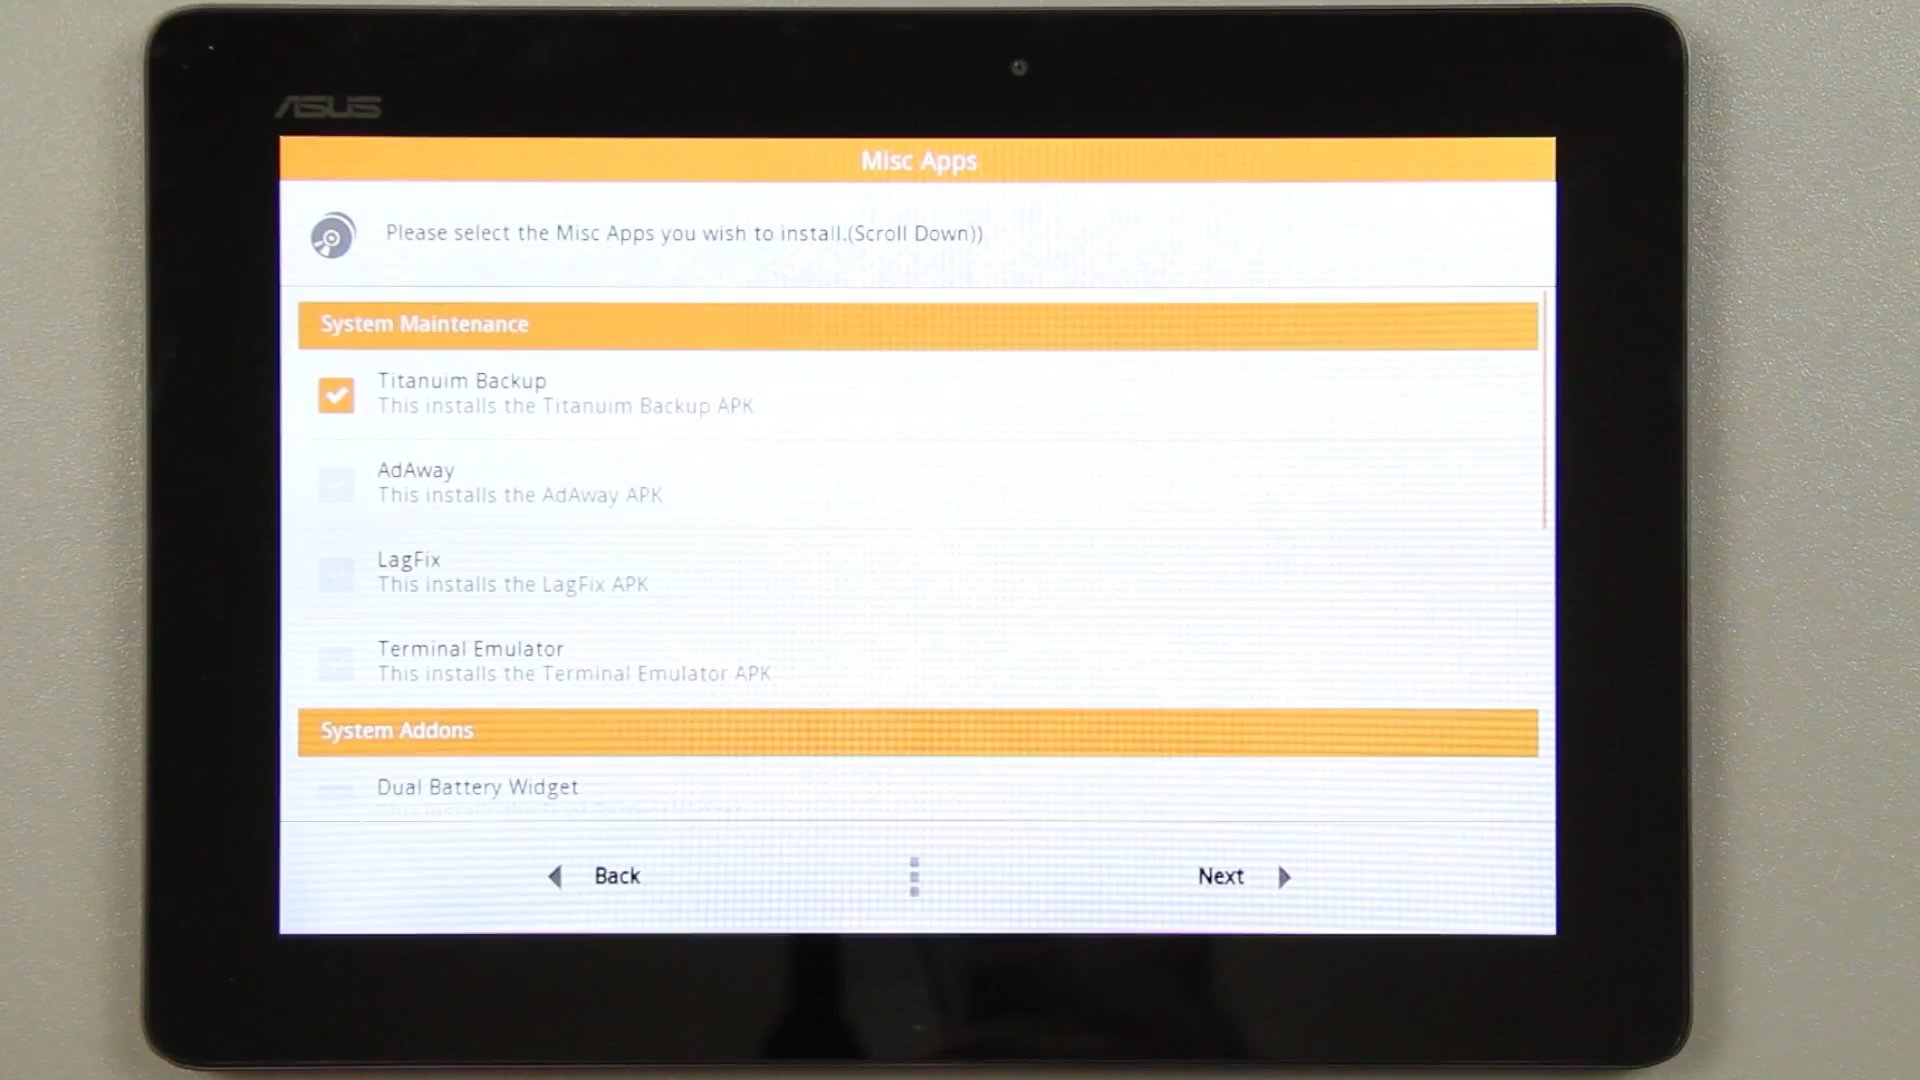 ASUS
Misc Apps
Please select the Misc Apps you wish to install.(Scroll Down))
System Maintenance
Titanuim Backup
This installs the Titanuim Backup APK
AdAway
This installs the AdAway APK
LagFix
This installs the LagFix APK
Terminal Emulator
This installs the Terminal Emulator APK
System Addons
Dual Battery Widget
Back
Next